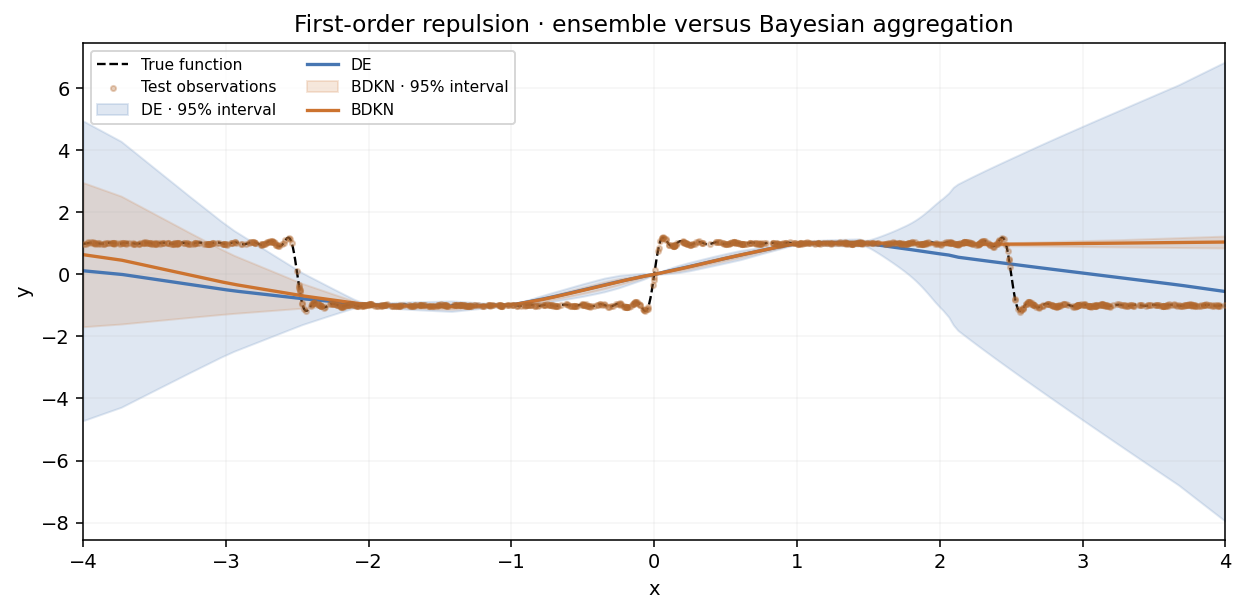 First-order repulsion · ensemble versus Bayesian aggregation
True function
Test observations
DE · 95% interval
DE
BDKN · 95% interval
BDKN
y
6
4
2
0
−2
−4
−6
−8
−4 −3 −2 −1 0 1 2 3 4
x